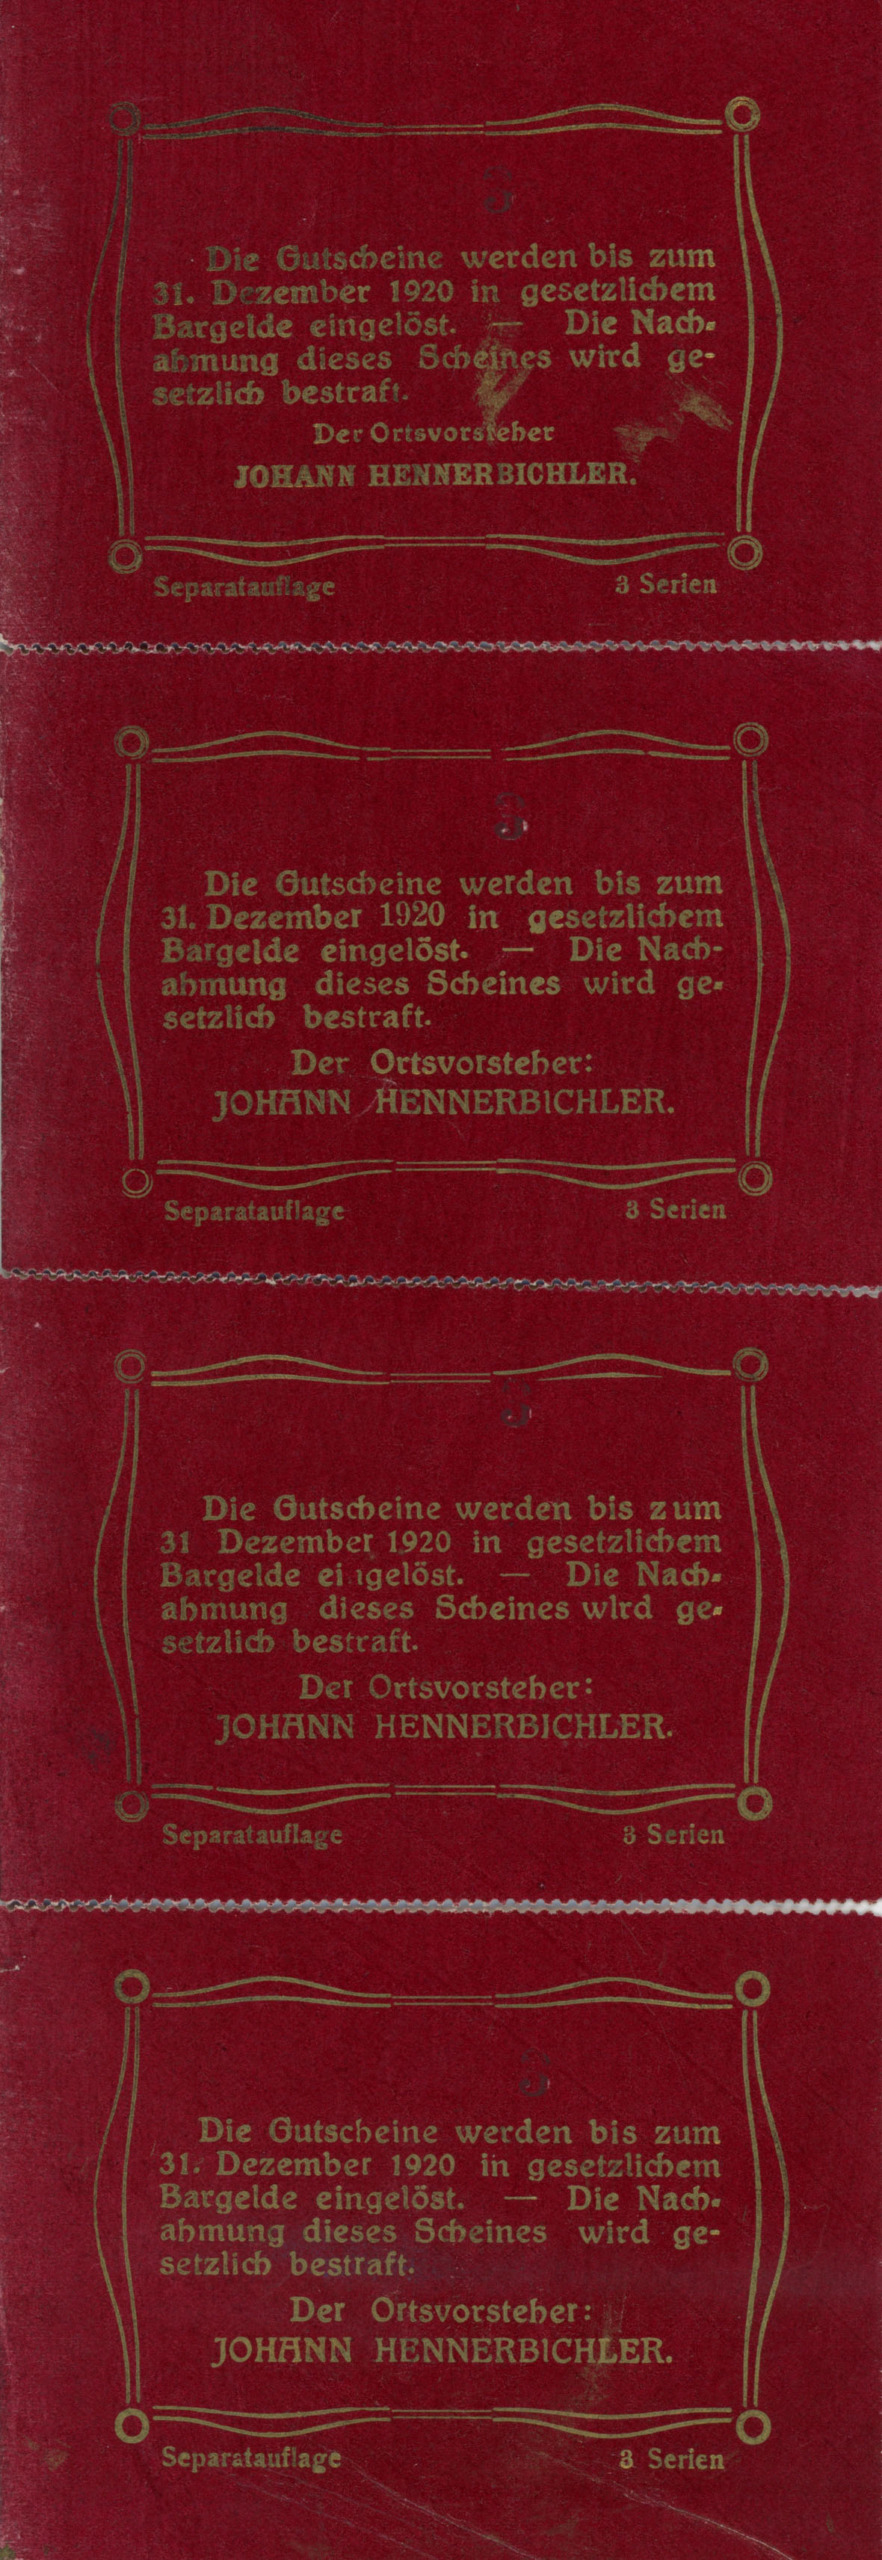 3
Die Gutscheine werden bis zum
31. Dezember 1920 in gesetzlichem
Bargelde eingelöst. — Die Nach-
ahmung dieses Scheines wird ge-
setzlich bestraft.
Der Ortsvorsteher
JOHANN HENNERBICHLER.
Separatauflage 3 Serien
3
Die Gutscheine werden bis zum
31. Dezember 1920 in gesetzlichem
Bargelde eingelöst. — Die Nach-
ahmung dieses Scheines wird ge-
setzlich bestraft.
Der Ortsvorsteher:
JOHANN HENNERBICHLER.
Separatauflage 3 Serien
3
Die Gutscheine werden bis zum
31 Dezember 1920 in gesetzlichem
Bargelde ei igelöst. — Die Nach-
ahmung dieses Scheines wlrd ge-
setzlich bestraft.
Der Ortsvorsteher:
JOHANN HENNERBICHLER.
Separatauflage 3 Serien
3
Die Gutscheine werden bis zum
31. Dezember 1920 in gesetzlichem
Bargelde eingelöst. — Die Nach-
ahmung dieses Scheines wird ge-
setzlich bestraft.
Der Ortsvorsteher:
JOHANN HENNERBICHLER.
Separatauflage 3 Serien